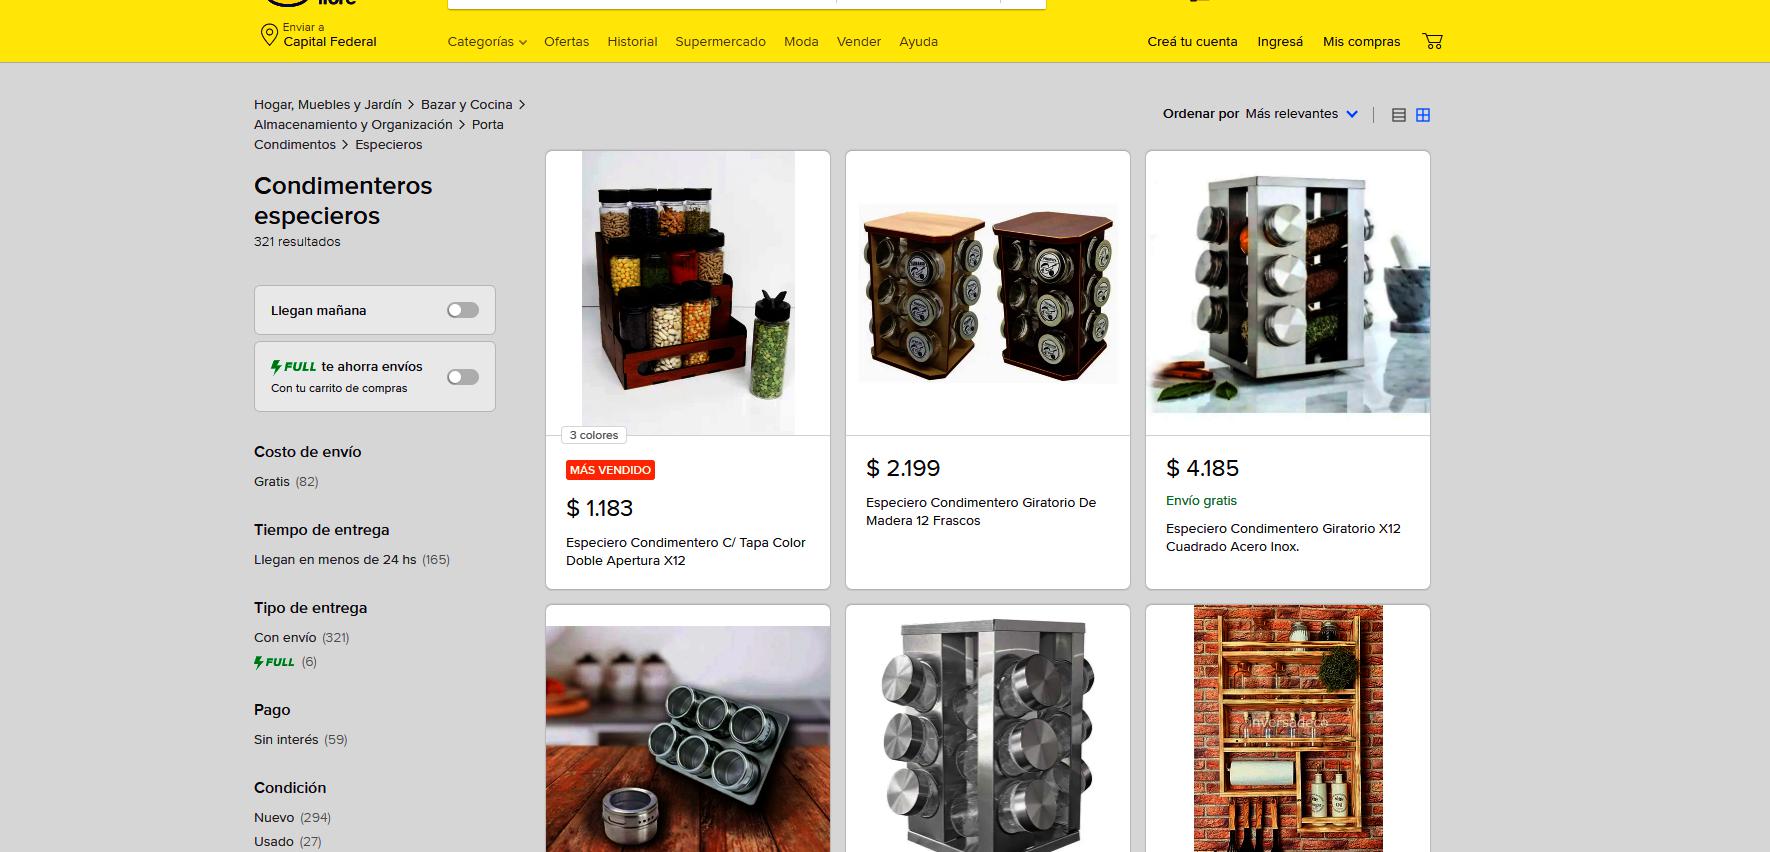 libre
Enviar a
Capital Federal
Categorías
Ofertas
Historial
Supermercado
Moda
Vender
Ayuda
Creá tu cuenta
Ingresá
Mis compras
Hogar, Muebles y Jardín > Bazar y Cocina >
Almacenamiento y Organización > Porta
Condimentos > Especieros
Condimenteros
especieros
321 resultados
Llegan mañana
FULL te ahorra envíos
Con tu carrito de compras
Costo de envío
Gratis (82)
Tiempo de entrega
Llegan en menos de 24 hs (165)
Tipo de entrega
Con envío (321)
FULL (6)
Pago
Sin interés (59)
Condición
Nuevo (294)
Usado (27)
Ordenar por Más relevantes
3 colores
MÁS VENDIDO
$ 1.183
Especiero Condimentero C/ Tapa Color
Doble Apertura X12
$ 2.199
Especiero Condimentero Giratorio De
Madera 12 Frascos
$ 4.185
Envío gratis
Especiero Condimentero Giratorio X12
Cuadrado Acero Inox.
inversadeco